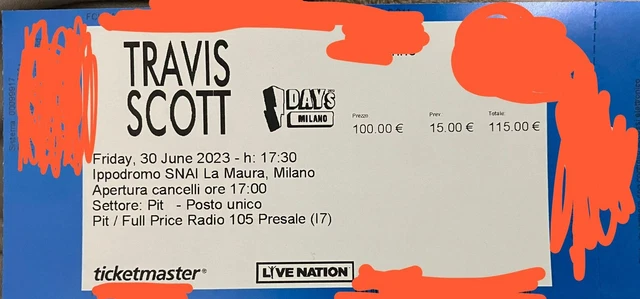 TRAVIS
SCOTT
DAYS
MILANO
Prezzo:
Prev:
Totale:
100.00 €
15.00 €
115.00 €
Friday, 30 June 2023 - h: 17:30
Ippodromo SNAI La Maura, Milano
Apertura cancelli ore 17:00
Settore: Pit - Posto unico
Pit / Full Price Radio 105 Presale (I7)
ticketmaster®
LIVE NATION